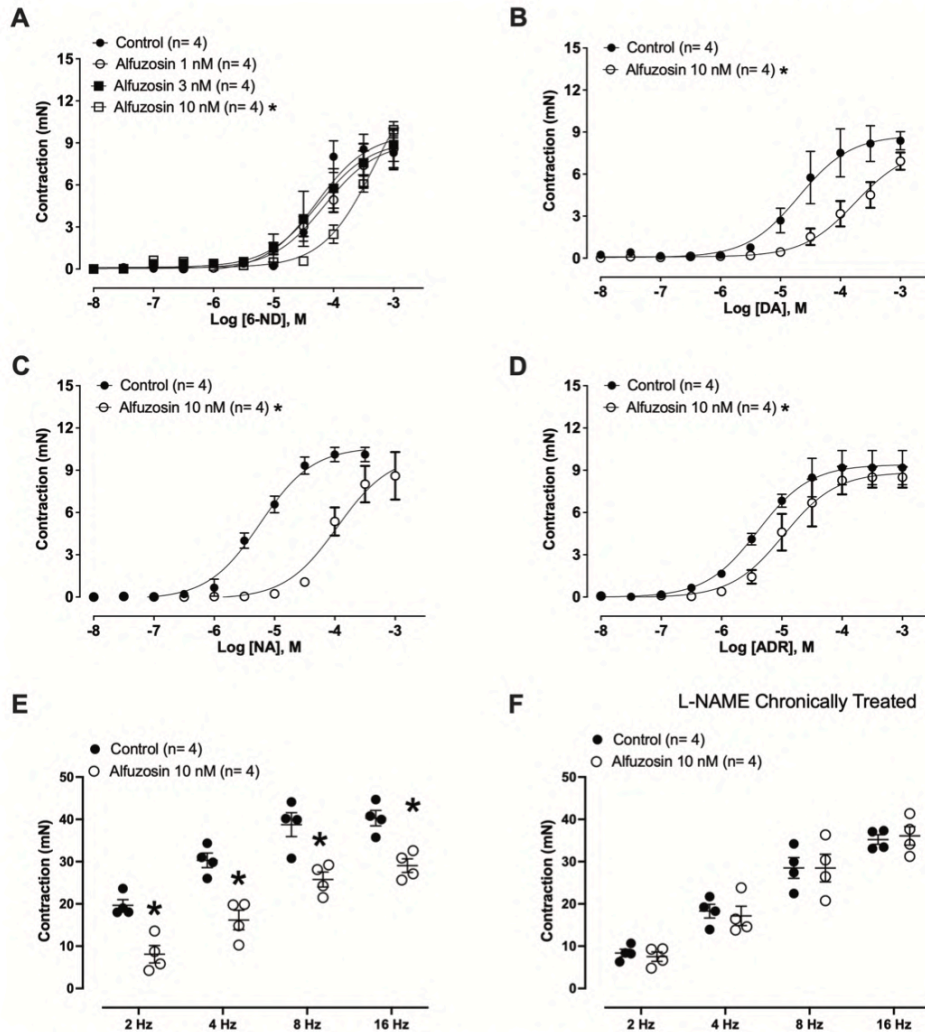 A
Control (n= 4)
Alfuzosin 1 nM (n= 4)
Alfuzosin 3 nM (n= 4)
Alfuzosin 10 nM (n= 4) *
Contraction (mN)
15
12
9
6
3
0
-8 -7 -6 -5 -4 -3
Log [6-ND], M
B
Control (n= 4)
Alfuzosin 10 nM (n= 4) *
Contraction (mN)
15
12
9
6
3
0
-8 -7 -6 -5 -4 -3
Log [DA], M
C
Control (n= 4)
Alfuzosin 10 nM (n= 4) *
Contraction (mN)
15
12
9
6
3
0
-8 -7 -6 -5 -4 -3
Log [NA], M
D
Control (n= 4)
Alfuzosin 10 nM (n= 4) *
Contraction (mN)
15
12
9
6
3
0
-8 -7 -6 -5 -4 -3
Log [ADR], M
E
Control (n= 4)
Alfuzosin 10 nM (n= 4)
Contraction (mN)
50
40
30
20
10
0
* * * *
2 Hz 4 Hz 8 Hz 16 Hz
F
L-NAME Chronically Treated
Control (n= 4)
Alfuzosin 10 nM (n= 4)
Contraction (mN)
50
40
30
20
10
0
2 Hz 4 Hz 8 Hz 16 Hz